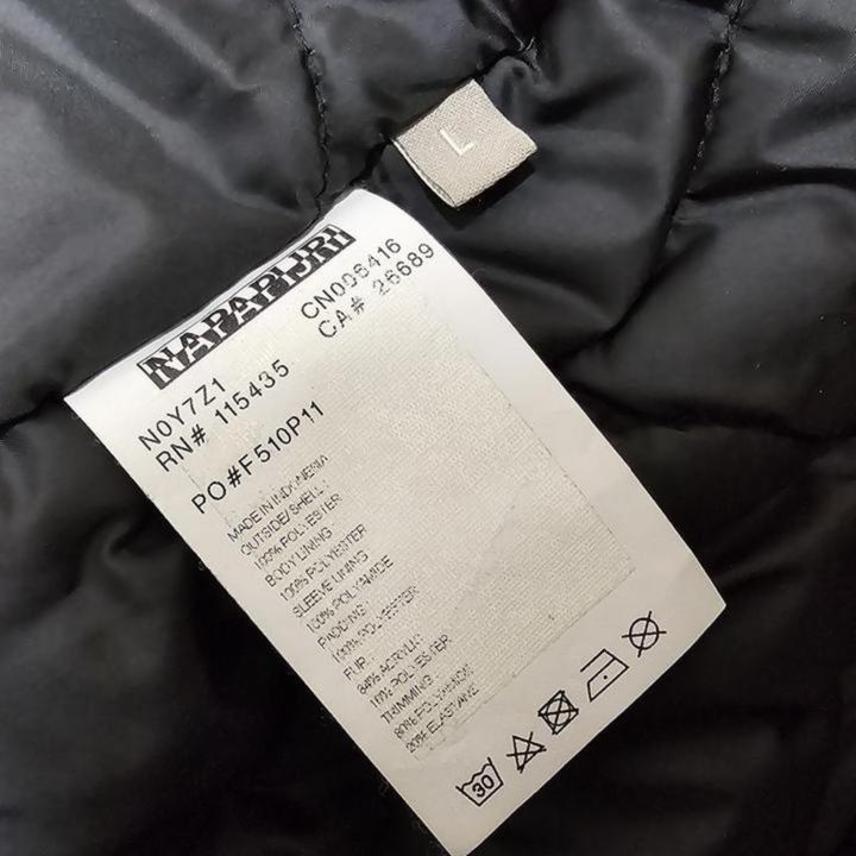 L
NAPAPIJRI
N0Y7Z1 CN006416
RN# 115435 CA# 26689
PO#F510P11
MADE IN INDONESIA
OUTSIDE/SHELL:
100% POLYESTER
BODY LINING
100% POLYESTER
SLEEVE LINING
100% POLYAMIDE
PADDING
100% POLYESTER
FUR
84% ACRYLIC
16% POLYESTER
TRIMMING
80% POLYAMIDE
20% ELASTANE
30